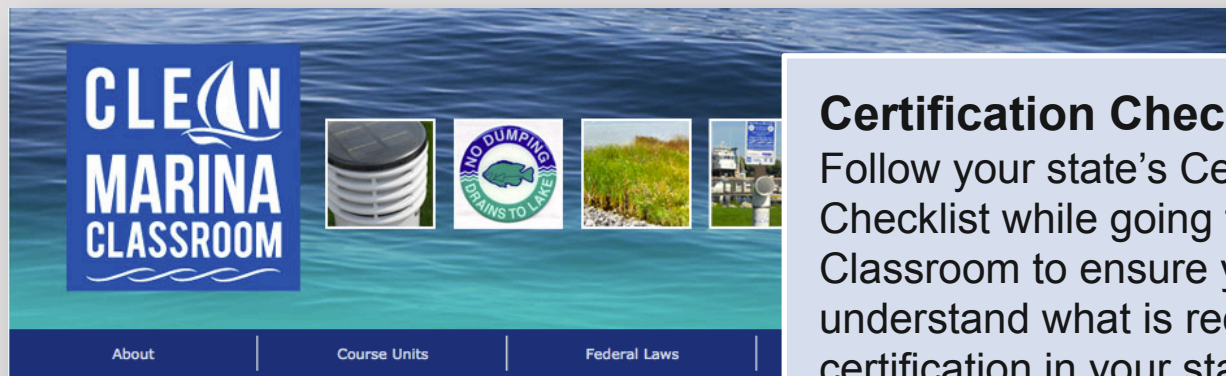 CLEAN
MARINA
CLASSROOM
NO DUMPING
DRAINS TO LAKE
About
Course Units
Federal Laws
Certification Chec
Follow your state’s Ce
Checklist while going
Classroom to ensure y
understand what is re
certification in your sta